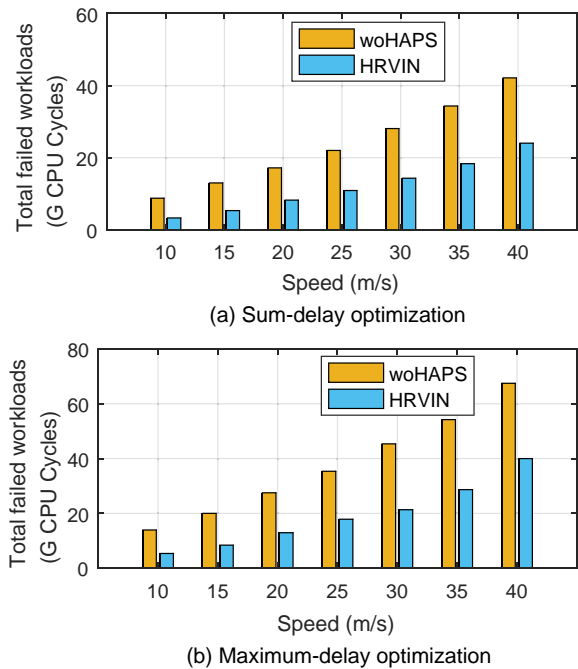 Total failed workloads
(G CPU Cycles)
60
40
20
0
woHAPS
HRVIN
10 15 20 25 30 35 40
Speed (m/s)
(a) Sum-delay optimization
Total failed workloads
(G CPU Cycles)
80
60
40
20
0
woHAPS
HRVIN
10 15 20 25 30 35 40
Speed (m/s)
(b) Maximum-delay optimization